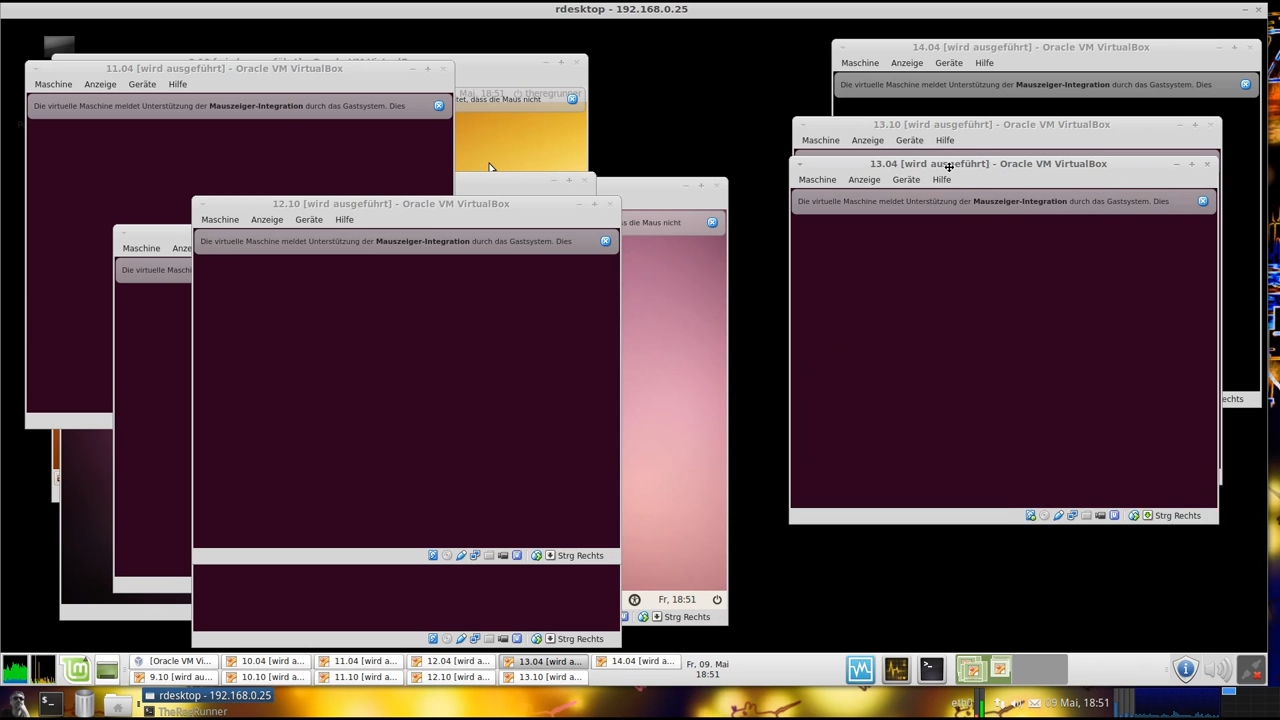 rdesktop - 192.168.0.25
11.04 [wird ausgeführt] - Oracle VM VirtualBox
Maschine Anzeige Geräte Hilfe
Die virtuelle Maschine meldet Unterstützung der Mauszeiger-Integration durch das Gastsystem. Dies
Mai, 18:51 theregrunner
tet, dass die Maus nicht
14.04 [wird ausgeführt] - Oracle VM VirtualBox
Maschine Anzeige Geräte Hilfe
Die virtuelle Maschine meldet Unterstützung der Mauszeiger-Integration durch das Gastsystem. Dies
13.10 [wird ausgeführt] - Oracle VM VirtualBox
Maschine Anzeige Geräte Hilfe
13.04 [wird ausgeführt] - Oracle VM VirtualBox
Maschine Anzeige Geräte Hilfe
Die virtuelle Maschine meldet Unterstützung der Mauszeiger-Integration durch das Gastsystem. Dies
12.10 [wird ausgeführt] - Oracle VM VirtualBox
Maschine Anzeige Geräte Hilfe
Die virtuelle Maschine meldet Unterstützung der Mauszeiger-Integration durch das Gastsystem. Dies
ss die Maus nicht
Maschine Anze
Die virtuelle Maschi
echts
Strg Rechts
Strg Rechts
Fr, 18:51
Strg Rechts
Strg Rechts
[Oracle VM Vi... 10.04 [wird a... 11.04 [wird a... 12.04 [wird a... 13.04 [wird a... 14.04 [wird a...
9.10 [wird a... 10.10 [wird a... 11.10 [wird a... 12.10 [wird a... 13.10 [wird a...
Fr, 09. Mai
18:51
rdesktop - 192.168.0.25
TheRegRunner
eth0
09 Mai, 18:51